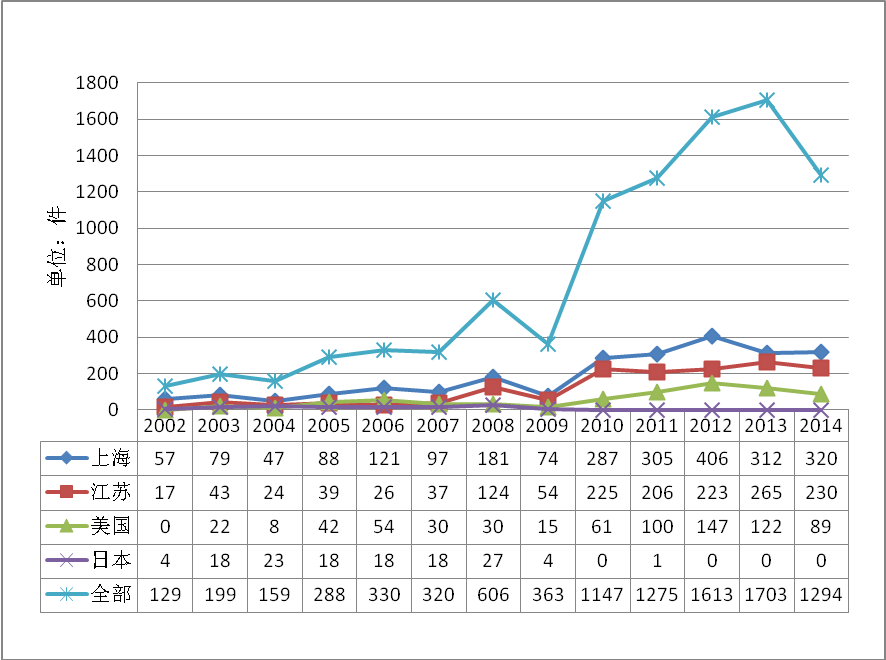 1800
1600
1400
1200
1000
800
600
400
200
0
单位：件
2002 2003 2004 2005 2006 2007 2008 2009 2010 2011 2012 2013 2014
上海 57 79 47 88 121 97 181 74 287 305 406 312 320
江苏 17 43 24 39 26 37 124 54 225 206 223 265 230
美国 0 22 8 42 54 30 30 15 61 100 147 122 89
日本 4 18 23 18 18 18 27 4 0 1 0 0 0
全部 129 199 159 288 330 320 606 363 1147 1275 1613 1703 1294